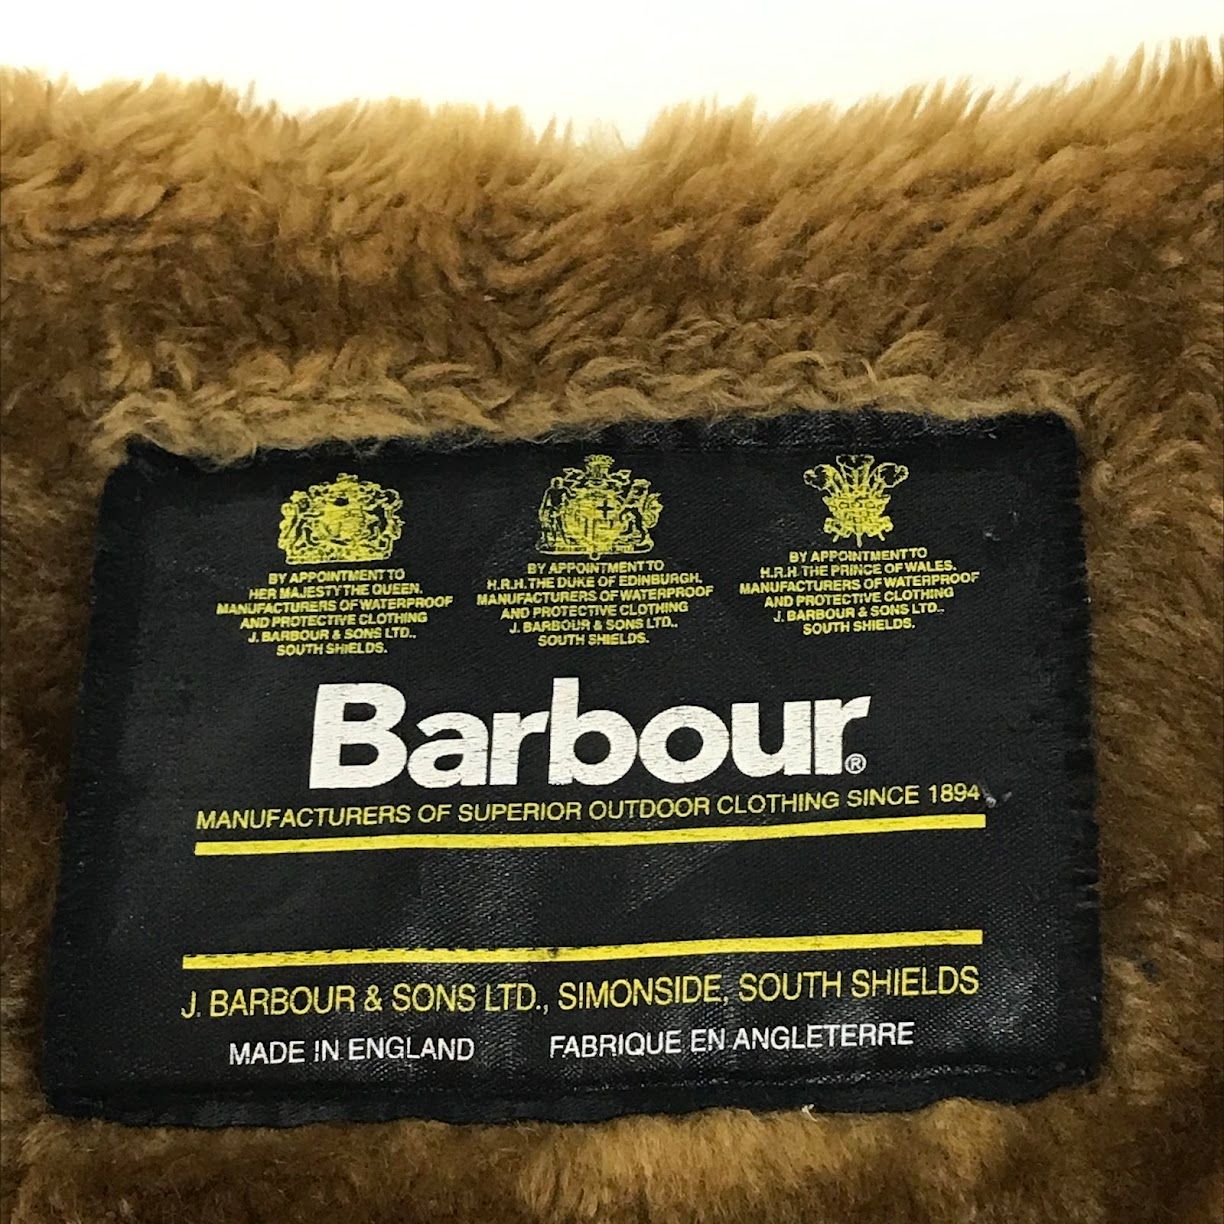 BY APPOINTMENT TO
HER MAJESTY THE QUEEN.
MANUFACTURERS OF WATERPROOF
AND PROTECTIVE CLOTHING
J. BARBOUR & SONS LTD.,
SOUTH SHIELDS.
BY APPOINTMENT TO
H.R.H. THE DUKE OF EDINBURGH.
MANUFACTURERS OF WATERPROOF
AND PROTECTIVE CLOTHING
J. BARBOUR & SONS LTD.,
SOUTH SHIELDS.
BY APPOINTMENT TO
H.R.H. THE PRINCE OF WALES.
MANUFACTURERS OF WATERPROOF
AND PROTECTIVE CLOTHING
J. BARBOUR & SONS LTD.,
SOUTH SHIELDS.
Barbour®
MANUFACTURERS OF SUPERIOR OUTDOOR CLOTHING SINCE 1894
J. BARBOUR & SONS LTD., SIMONSIDE, SOUTH SHIELDS
MADE IN ENGLAND FABRIQUE EN ANGLETERRE